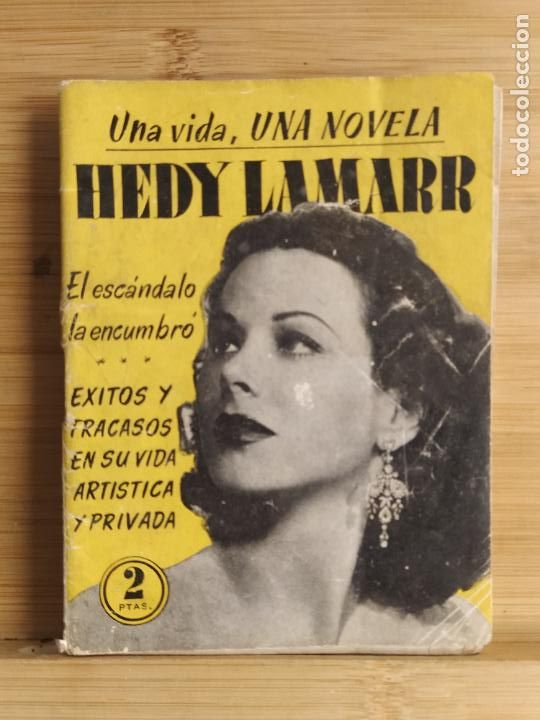 Una vida, UNA NOVELA
HEDY LAMARR
El escándalo
la encumbró
* * *
EXITOS Y
FRACASOS
EN SU VIDA
ARTISTICA
Y PRIVADA
2
PTAS.
todocoleccion